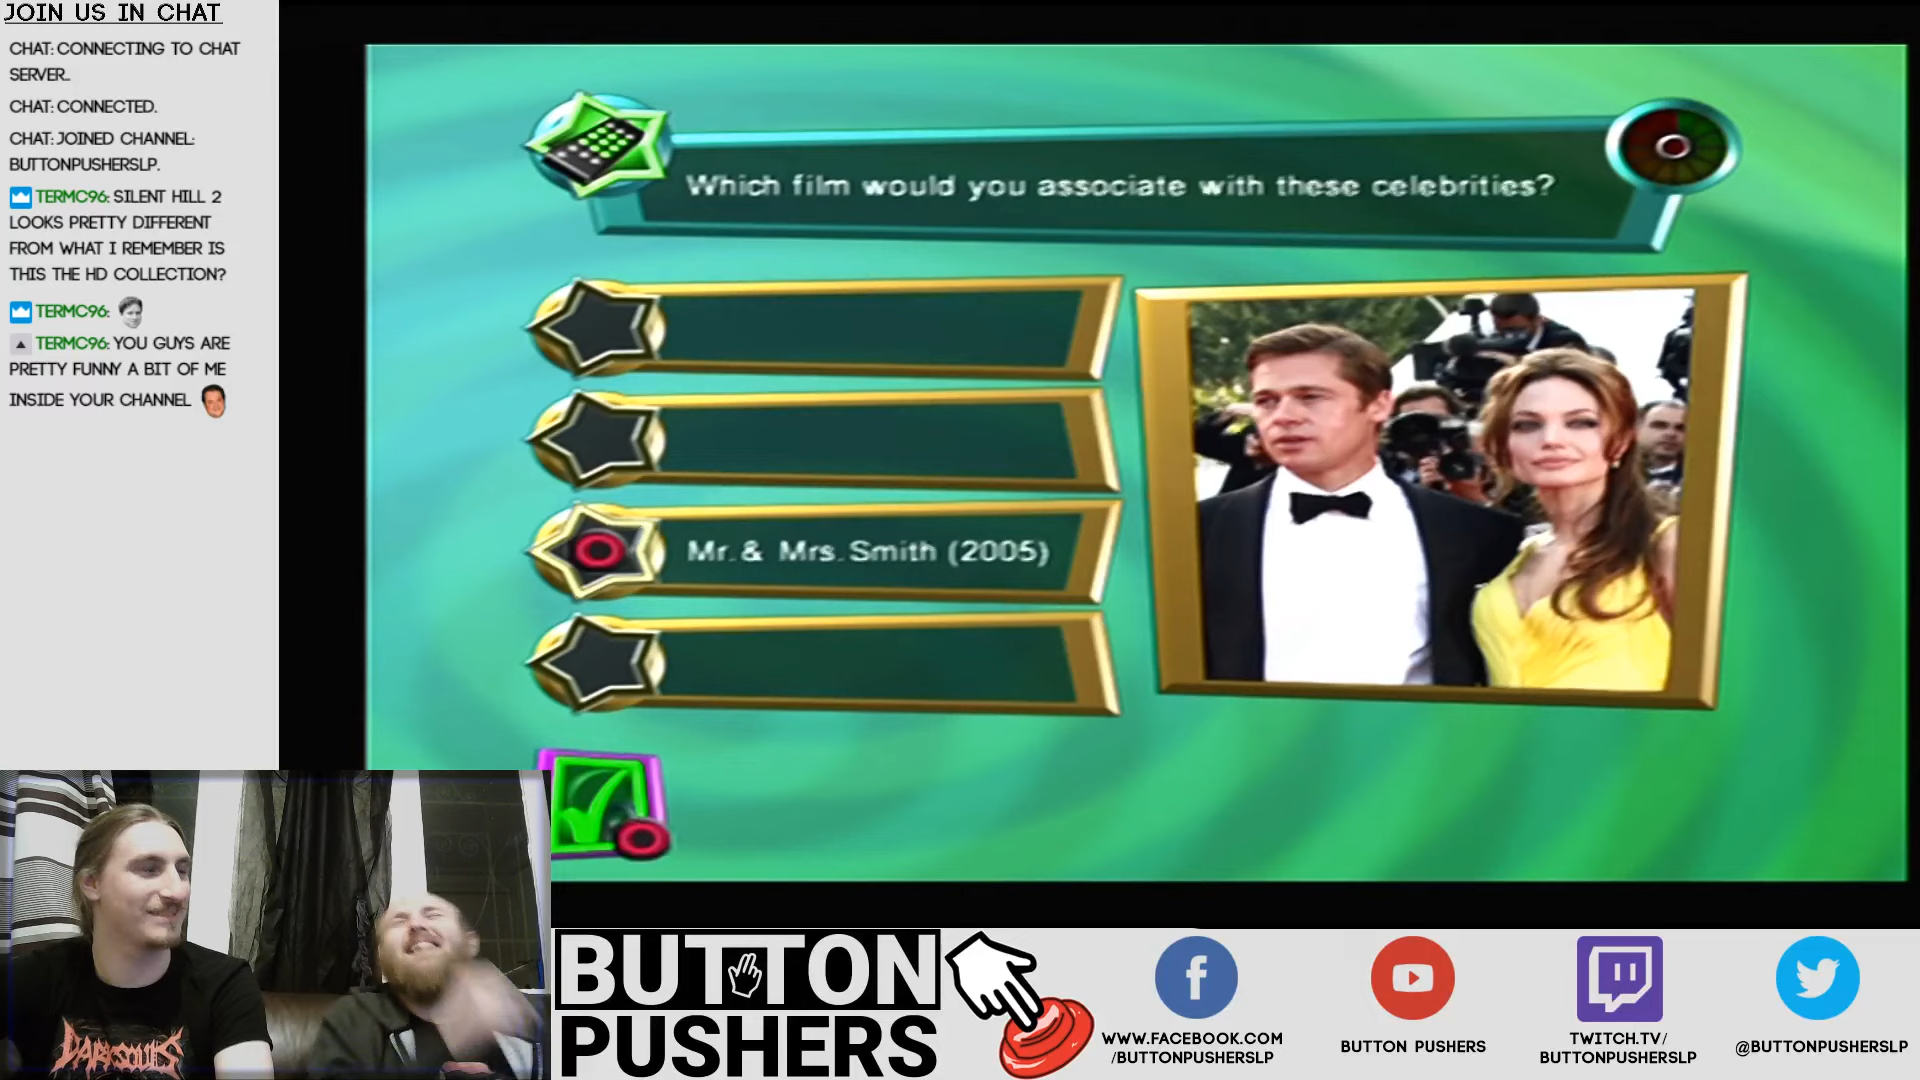 JOIN US IN CHAT
CHAT: CONNECTING TO CHAT
SERVER..
CHAT: CONNECTED.
CHAT: JOINED CHANNEL:
BUTTONPUSHERSLP.
TERMC96: SILENT HILL 2
LOOKS PRETTY DIFFERENT
FROM WHAT I REMEMBER IS
THIS THE HD COLLECTION?
TERMC96:
TERMC96: YOU GUYS ARE
PRETTY FUNNY A BIT OF ME
INSIDE YOUR CHANNEL
Which film would you associate with these celebrities?
Mr. & Mrs. Smith (2005)
DARK SOULS
BUTTON
PUSHERS
WWW.FACEBOOK.COM
/BUTTONPUSHERSLP
BUTTON PUSHERS
TWITCH.TV/
BUTTONPUSHERSLP
@BUTTONPUSHERSLP